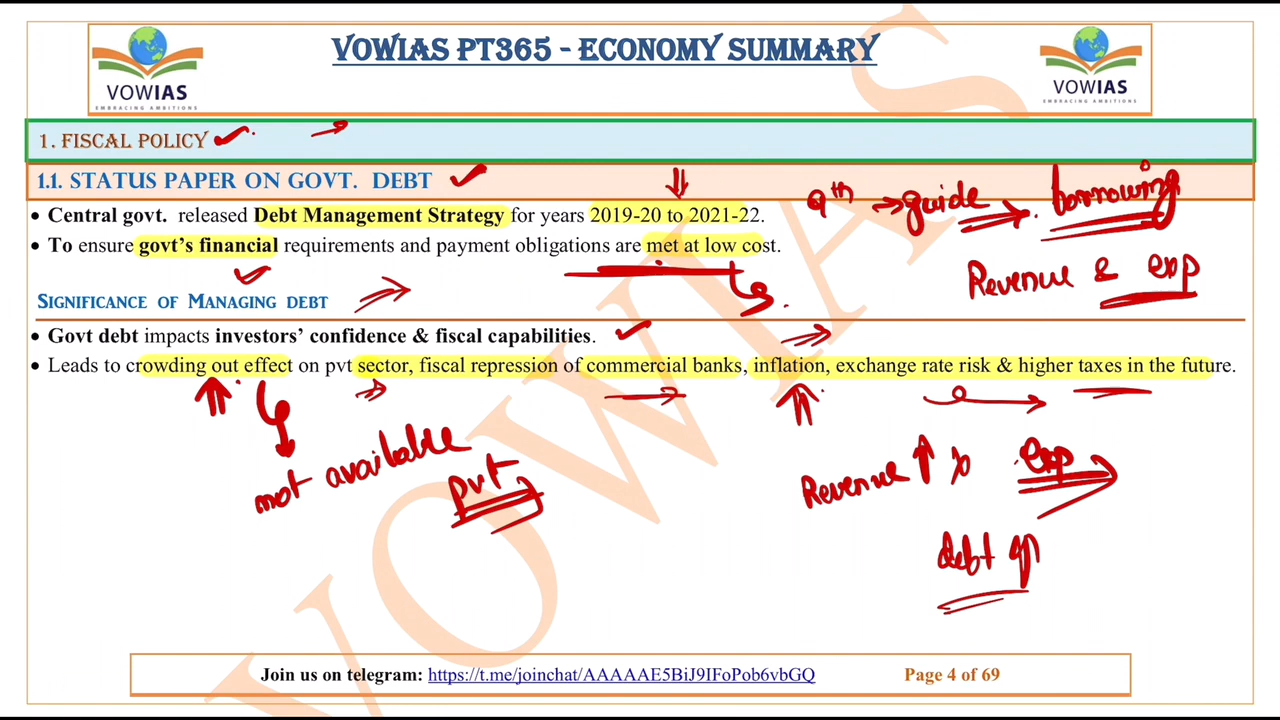 VOWIAS PT365 - ECONOMY SUMMARY
VOWIAS
EMBRACING AMBITIONS
VOWIAS
EMBRACING AMBITIONS
1. FISCAL POLICY
1.1. STATUS PAPER ON GOVT. DEBT
• Central govt. released Debt Management Strategy for years 2019-20 to 2021-22.
• To ensure govt's financial requirements and payment obligations are met at low cost.
9th → guide → borrowing
Revenue & exp
SIGNIFICANCE OF MANAGING DEBT
• Govt debt impacts investors' confidence & fiscal capabilities.
• Leads to crowding out effect on pvt sector, fiscal repression of commercial banks, inflation, exchange rate risk & higher taxes in the future.
not available
pvt
Revenue ↑ exp
debt
VOWIAS
Join us on telegram: https://t.me/joinchat/AAAAAE5BiJ9IFoPob6vbGQ Page 4 of 69